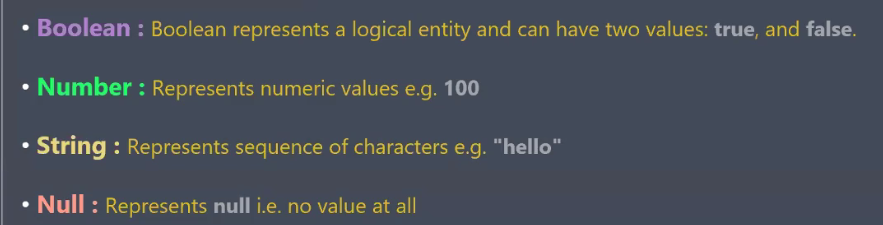 • Boolean : Boolean represents a logical entity and can have two values: true, and false.
• Number : Represents numeric values e.g. 100
• String : Represents sequence of characters e.g. "hello"
• Null : Represents null i.e. no value at all